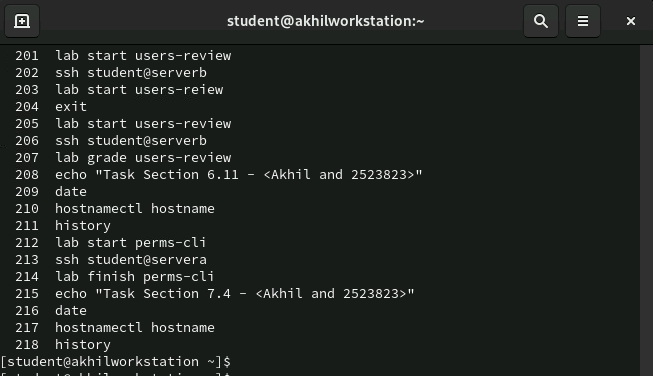 student@akhilworkstation:~
201 lab start users-review
202 ssh student@serverb
203 lab start users-reiew
204 exit
205 lab start users-review
206 ssh student@serverb
207 lab grade users-review
208 echo "Task Section 6.11 - <Akhil and 2523823>"
209 date
210 hostnamectl hostname
211 history
212 lab start perms-cli
213 ssh student@servera
214 lab finish perms-cli
215 echo "Task Section 7.4 - <Akhil and 2523823>"
216 date
217 hostnamectl hostname
218 history
[student@akhilworkstation ~]$